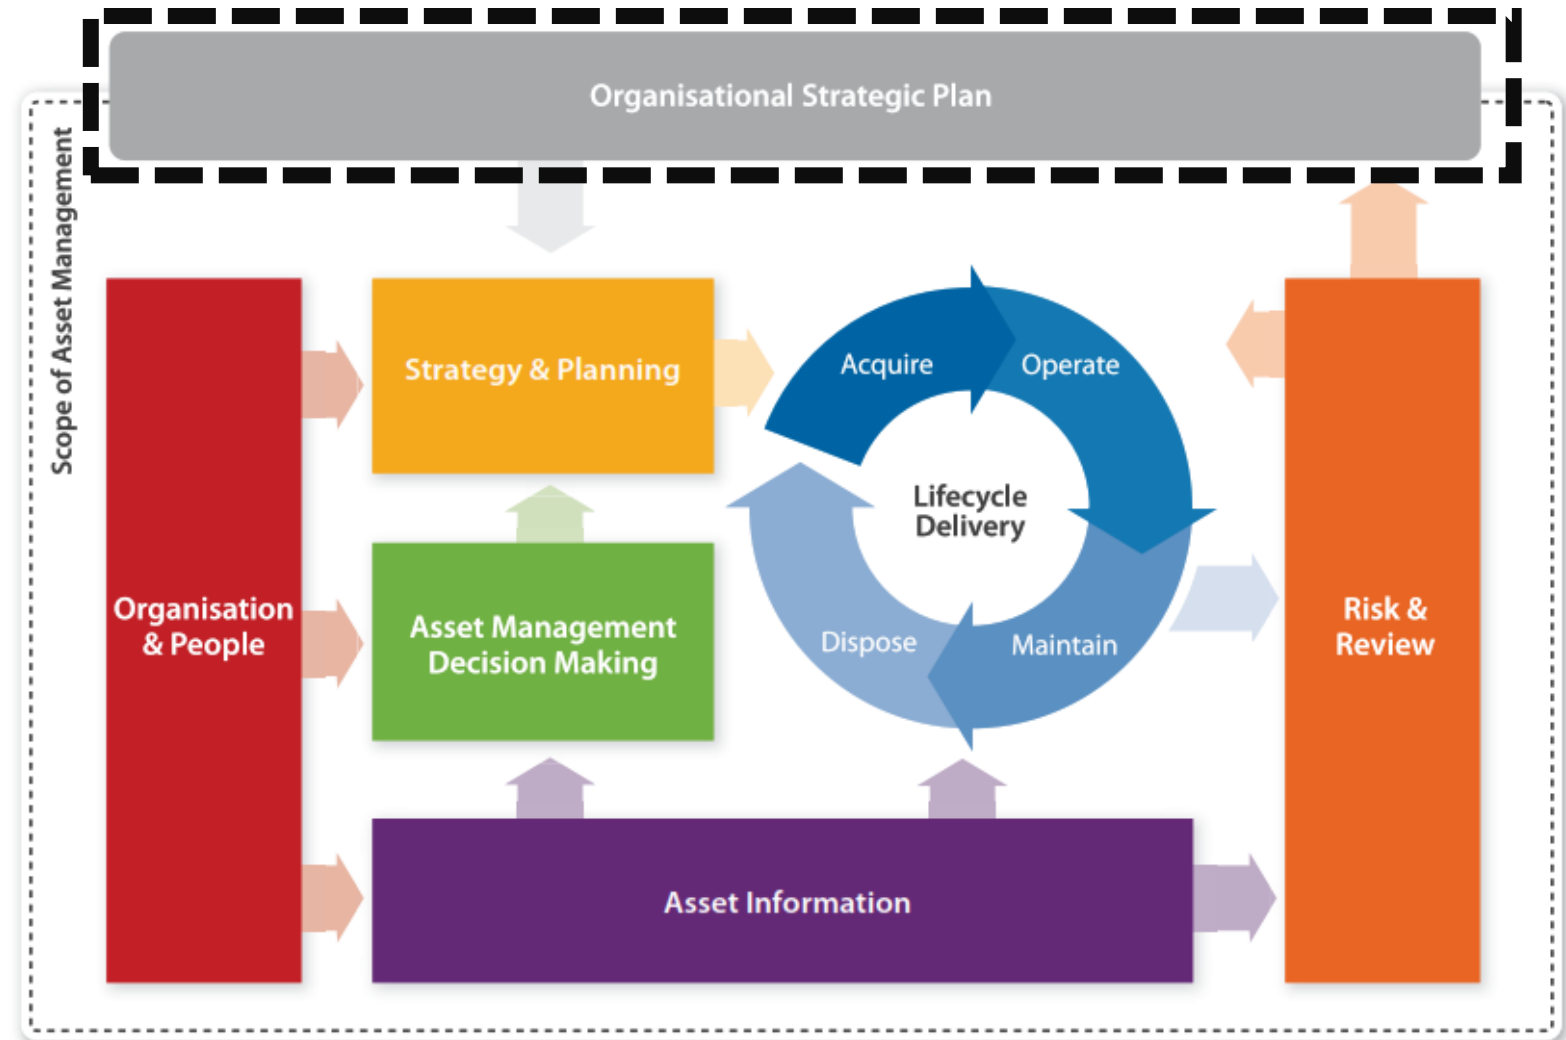 Organisational Strategic Plan
Scope of Asset Management
Strategy & Planning
Acquire
Operate
Lifecycle
Delivery
Organisation
& People
Asset Management
Decision Making
Dispose
Maintain
Risk &
Review
Asset Information